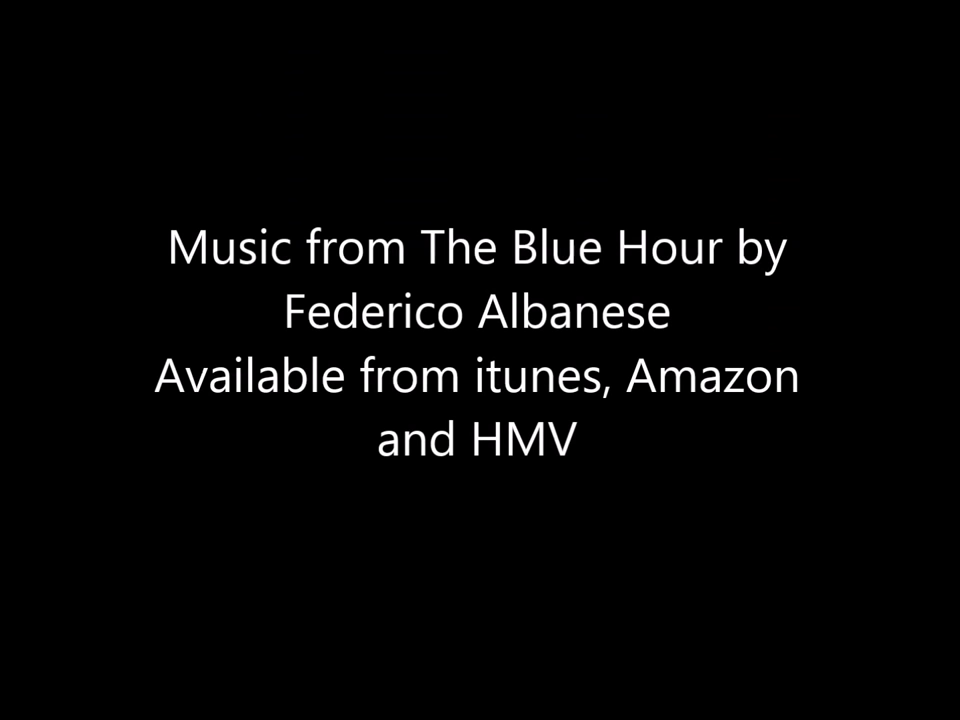 Music from The Blue Hour by
Federico Albanese
Available from itunes, Amazon
and HMV